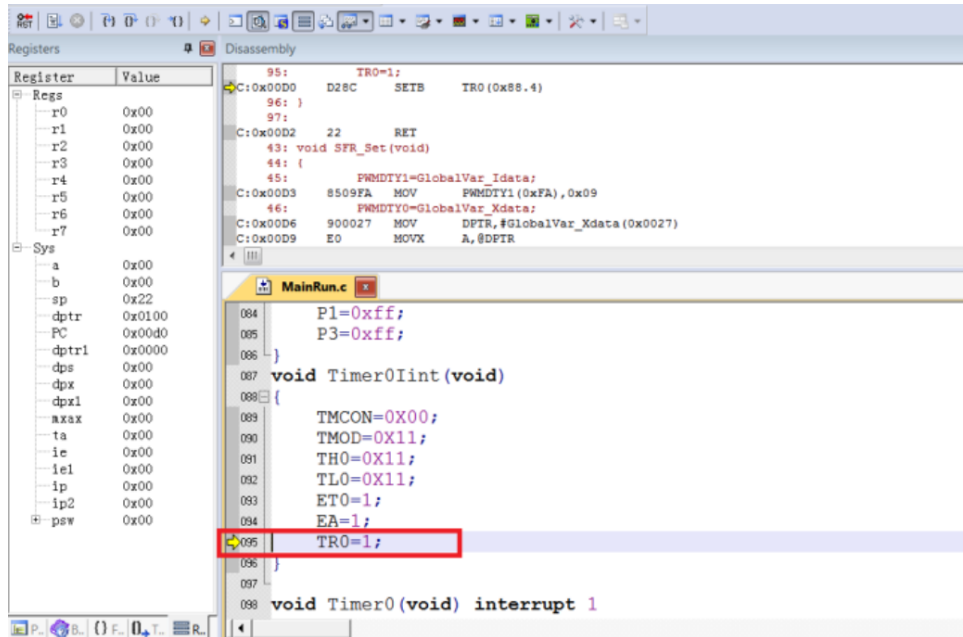 RST
Registers
Disassembly
Register Value
Regs
r0 0x00
r1 0x00
r2 0x00
r3 0x00
r4 0x00
r5 0x00
r6 0x00
r7 0x00
Sys
a 0x00
b 0x00
sp 0x22
dptr 0x0100
PC 0x00d0
dptr1 0x0000
dps 0x00
dpx 0x00
dpx1 0x00
mxax 0x00
ta 0x00
ie 0x00
ie1 0x00
ip 0x00
ip2 0x00
psw 0x00
95: TR0=1;
C:0x00D0 D28C SETB TR0(0x88.4)
96: }
97:
C:0x00D2 22 RET
43: void SFR_Set(void)
44: {
45: PWMDTY1=GlobalVar_Idata;
C:0x00D3 8509FA MOV PWMDTY1(0xFA),0x09
46: PWMDTY0=GlobalVar_Xdata;
C:0x00D6 900027 MOV DPTR,#GlobalVar_Xdata(0x0027)
C:0x00D9 E0 MOVX A,@DPTR
MainRun.c
084 P1=0xff;
085 P3=0xff;
086 }
087 void Timer0Iint(void)
088 {
089 TMCON=0X00;
090 TMOD=0X11;
091 TH0=0X11;
092 TL0=0X11;
093 ET0=1;
094 EA=1;
095 TR0=1;
096 }
097
098 void Timer0(void) interrupt 1
P... B... {} F... 0 T... R...